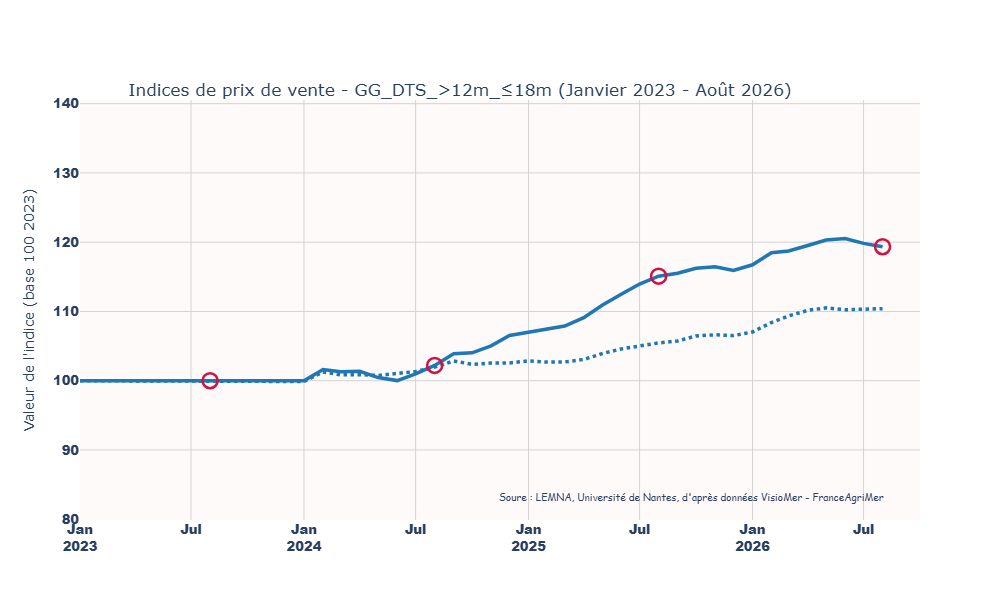 Indices de prix de vente - GG_DTS_>12m_≤18m (Janvier 2023 - Août 2026)
Valeur de l'indice (base 100 2023)
140
130
120
110
100
90
80
Jan
2023
Jul
Jan
2024
Jul
Jan
2025
Jul
Jan
2026
Jul
Soure : LEMNA, Université de Nantes, d'après données VisioMer - FranceAgriMer